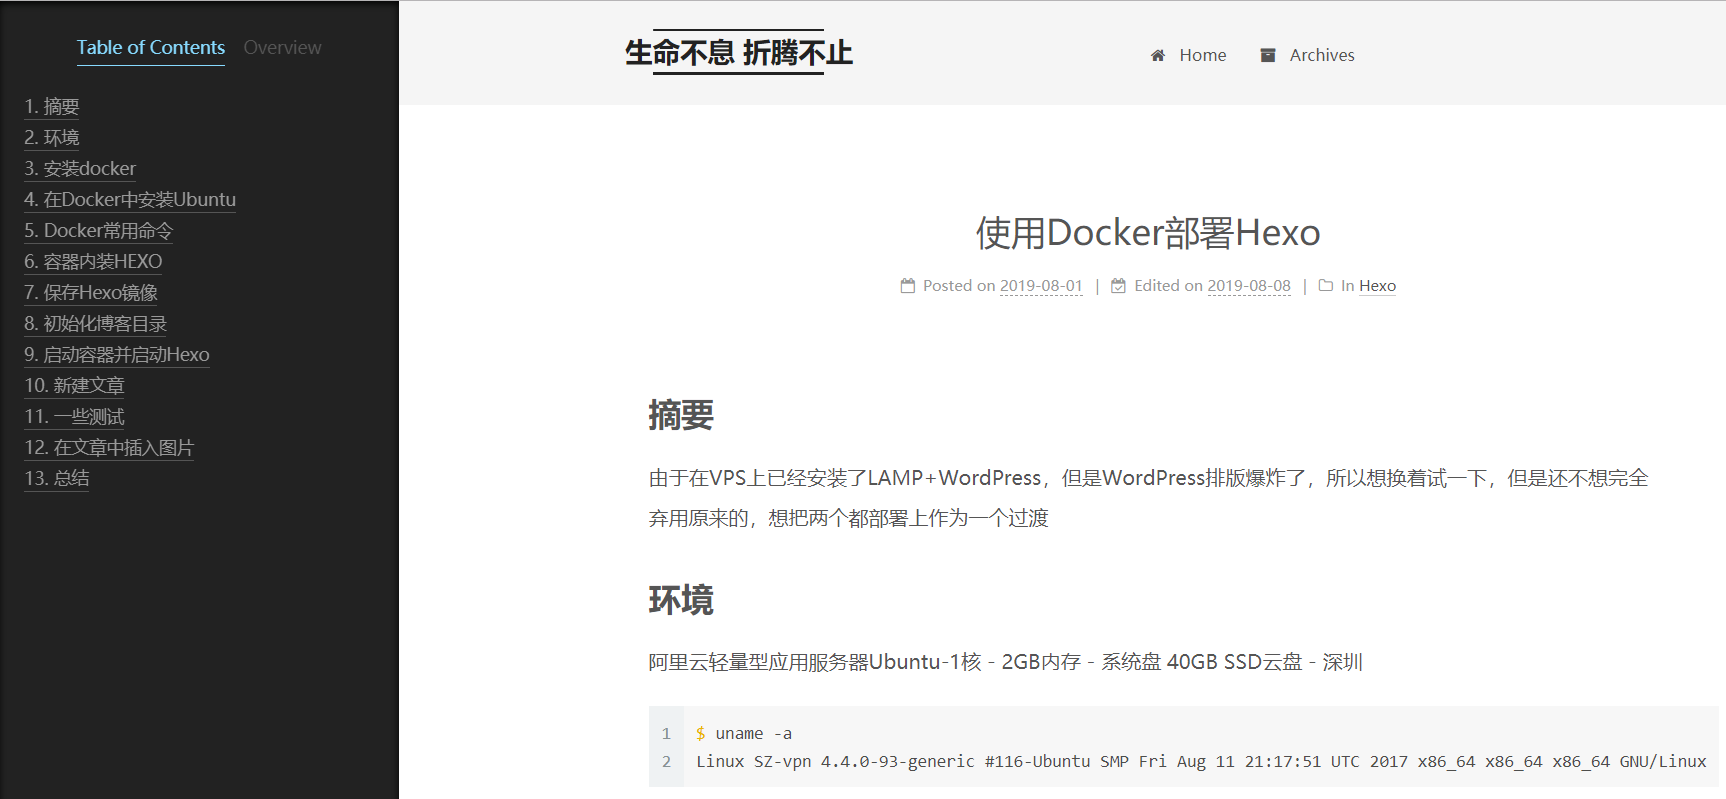 Table of Contents Overview
1. 摘要
2. 环境
3. 安装docker
4. 在Docker中安装Ubuntu
5. Docker常用命令
6. 容器内装HEXO
7. 保存Hexo镜像
8. 初始化博客目录
9. 启动容器并启动Hexo
10. 新建文章
11. 一些测试
12. 在文章中插入图片
13. 总结
生命不息 折腾不止
Home Archives
使用Docker部署Hexo
Posted on 2019-08-01 | Edited on 2019-08-08 | In Hexo
摘要
由于在VPS上已经安装了LAMP+WordPress，但是WordPress排版爆炸了，所以想换着试一下，但是还不想完全
弃用原来的，想把两个都部署上作为一个过渡
环境
阿里云轻量型应用服务器Ubuntu-1核 - 2GB内存 - 系统盘 40GB SSD云盘 - 深圳
1 $ uname -a
2 Linux SZ-vpn 4.4.0-93-generic #116-Ubuntu SMP Fri Aug 11 21:17:51 UTC 2017 x86_64 x86_64 x86_64 GNU/Linux